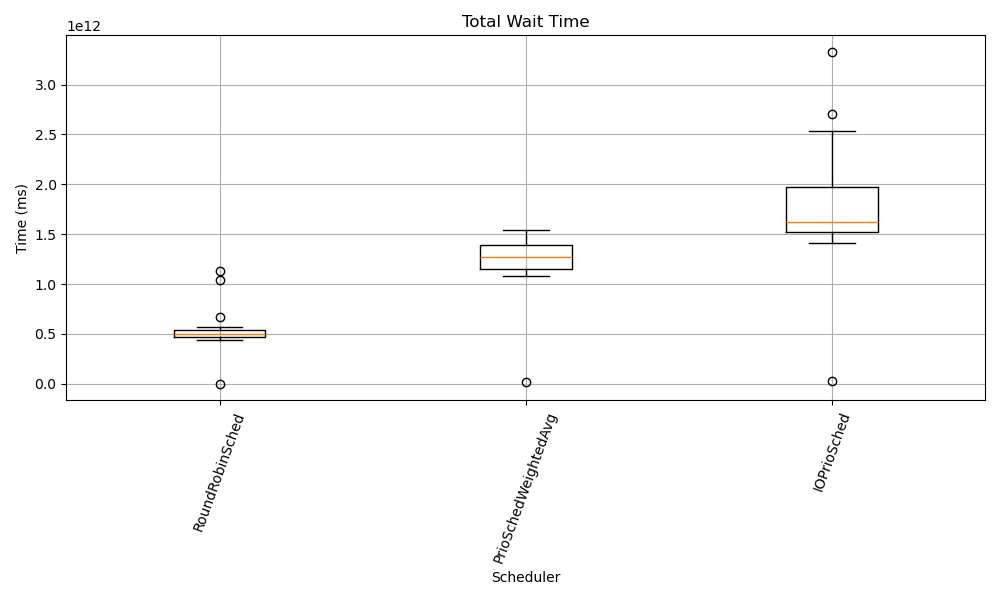 Total Wait Time
1e12
Time (ms)
3.0
2.5
2.0
1.5
1.0
0.5
0.0
RoundRobinSched
PrioSchedWeightedAvg
IOPrioSched
Scheduler